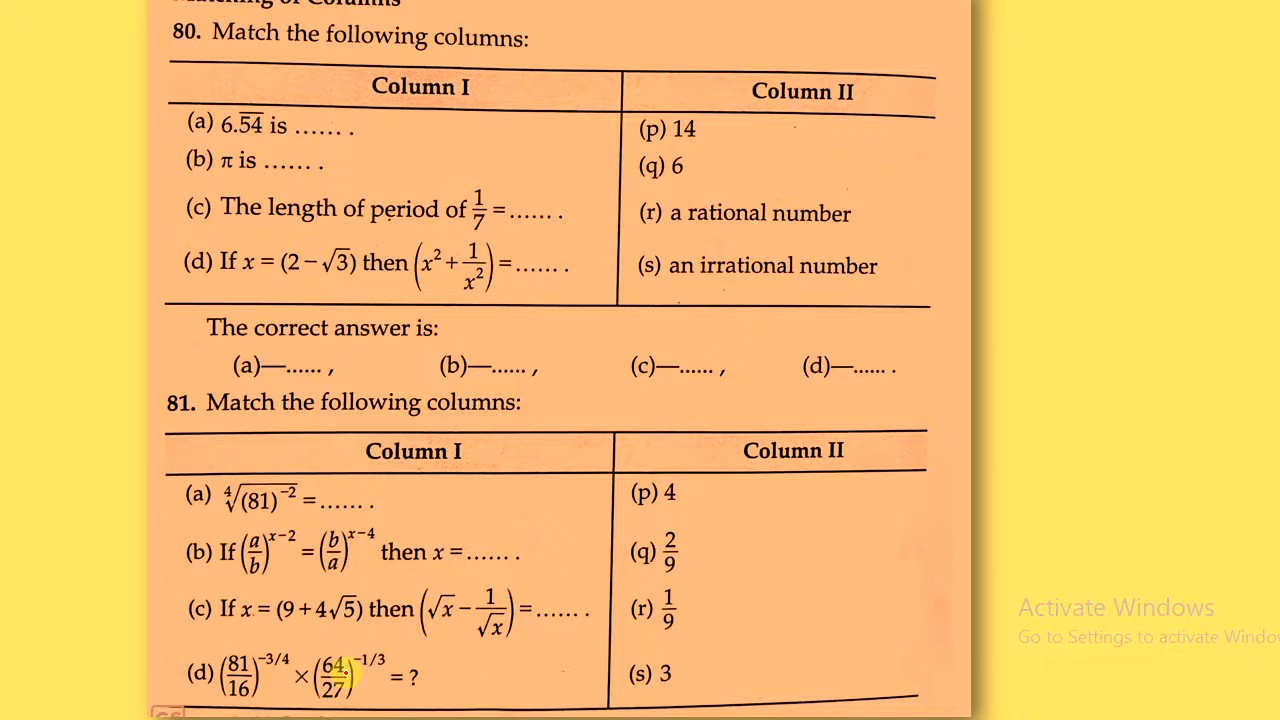 Matching of Columns
80. Match the following columns:
Column I Column II
(a) 6.5̅4̅ is ...... . (p) 14
(b) π is ...... . (q) 6
(c) The length of period of 1/7 = ...... . (r) a rational number
(d) If x = (2 − √3) then (x² + 1/x²) = ...... . (s) an irrational number
The correct answer is:
(a)—...... , (b)—...... , (c)—...... , (d)—...... .
81. Match the following columns:
Column I Column II
(a) ∜(81)⁻² = ...... . (p) 4
(b) If (a/b)^(x−2) = (b/a)^(x−4) then x = ...... . (q) 2/9
(c) If x = (9 + 4√5) then (√x − 1/√x) = ...... . (r) 1/9
(d) (81/16)^(−3/4) × (64/27)^(−1/3) = ? (s) 3
Activate Windows
Go to Settings to activate Windo